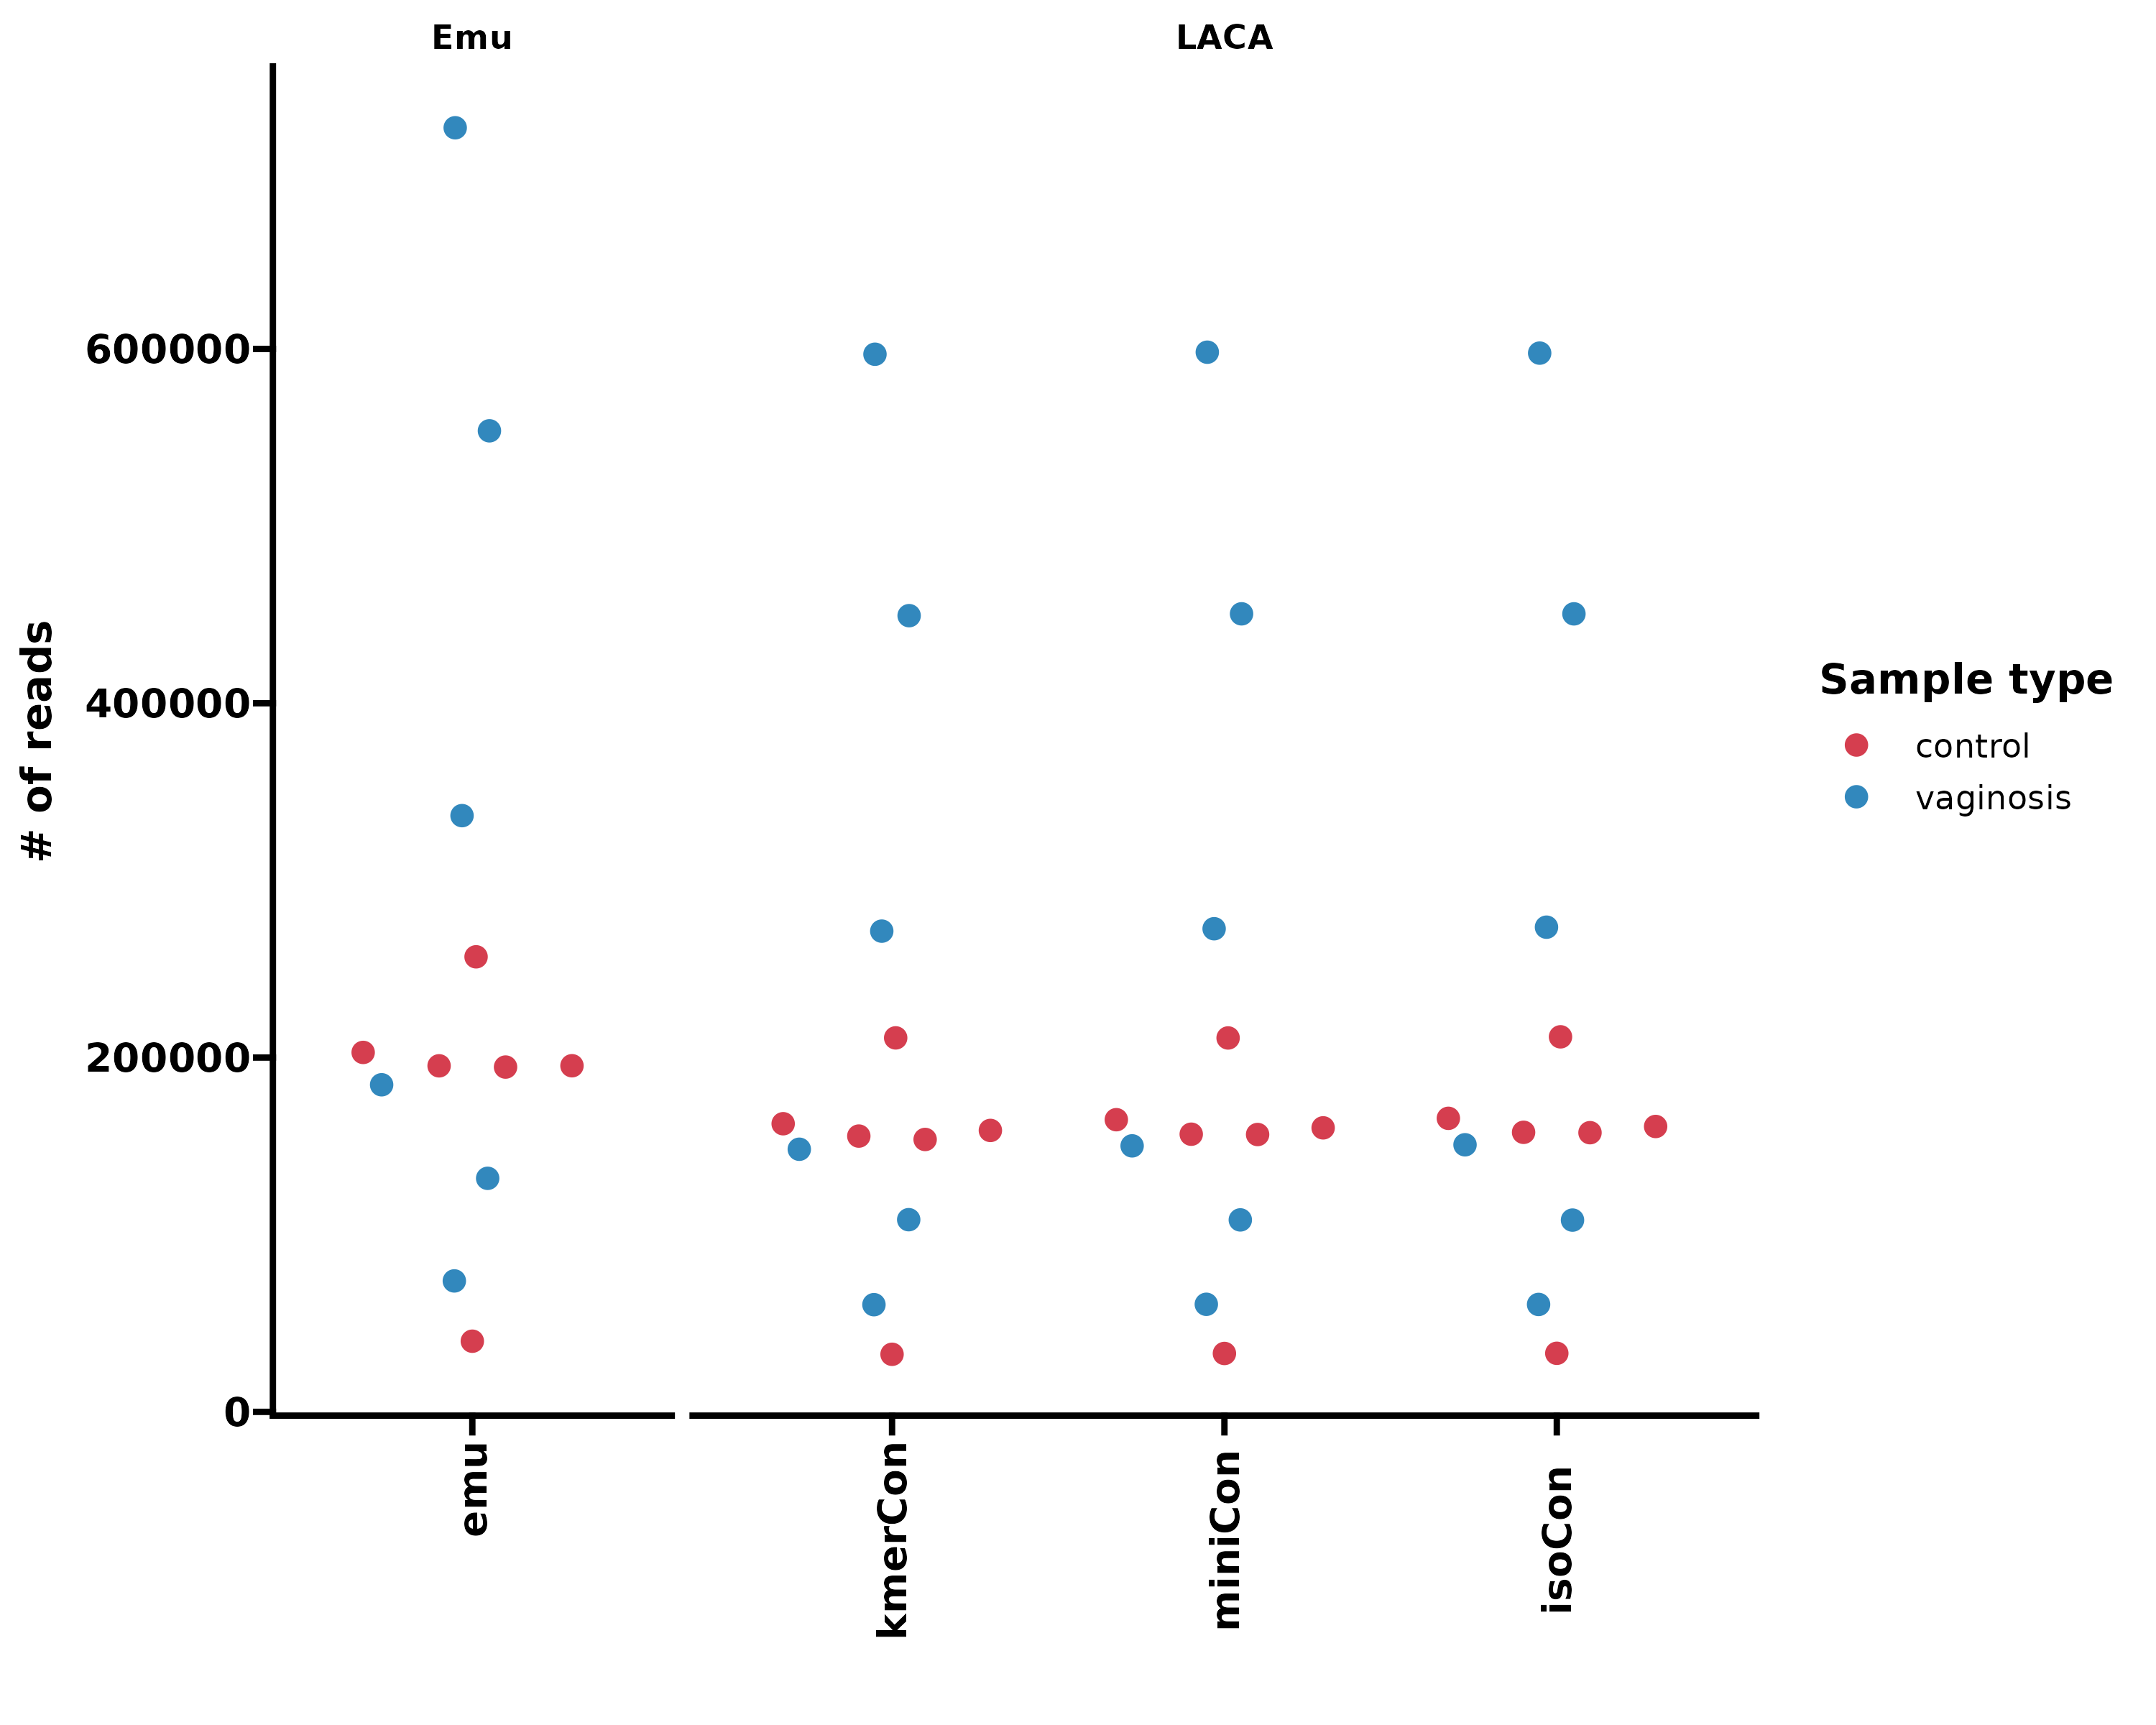 Emu
LACA
# of reads
600000
400000
200000
0
emu
kmerCon
miniCon
isoCon
Sample type
control
vaginosis